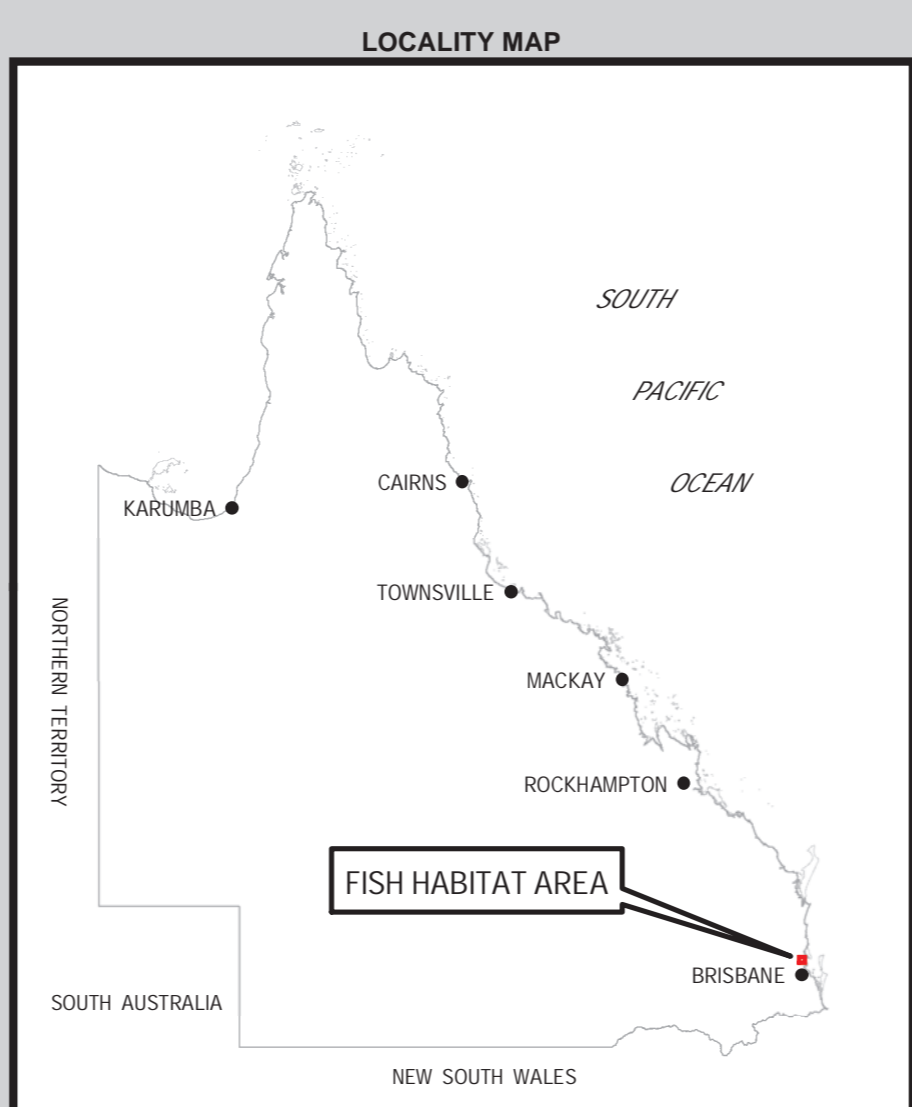 LOCALITY MAP
SOUTH
PACIFIC
OCEAN
CAIRNS
KARUMBA
TOWNSVILLE
NORTHERN TERRITORY
MACKAY
ROCKHAMPTON
FISH HABITAT AREA
BRISBANE
SOUTH AUSTRALIA
NEW SOUTH WALES